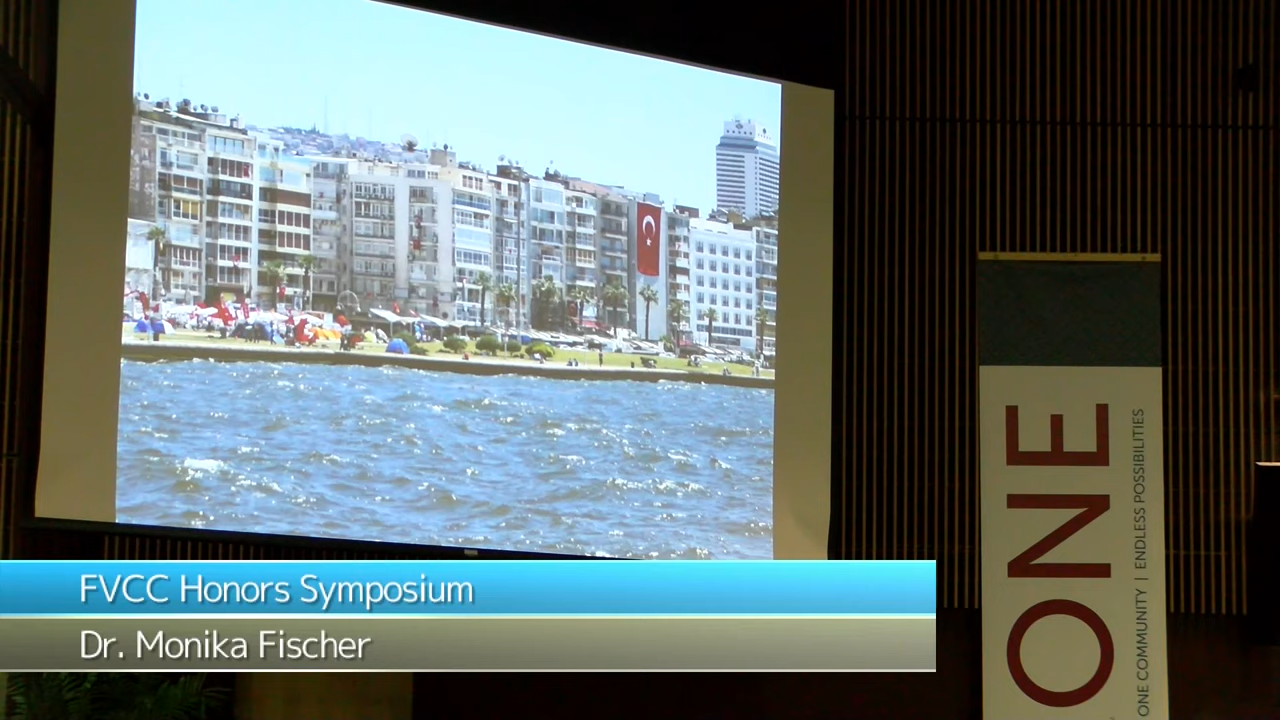 FVCC Honors Symposium
Dr. Monika Fischer
ONE
ONE COMMUNITY | ENDLESS POSSIBILITIES